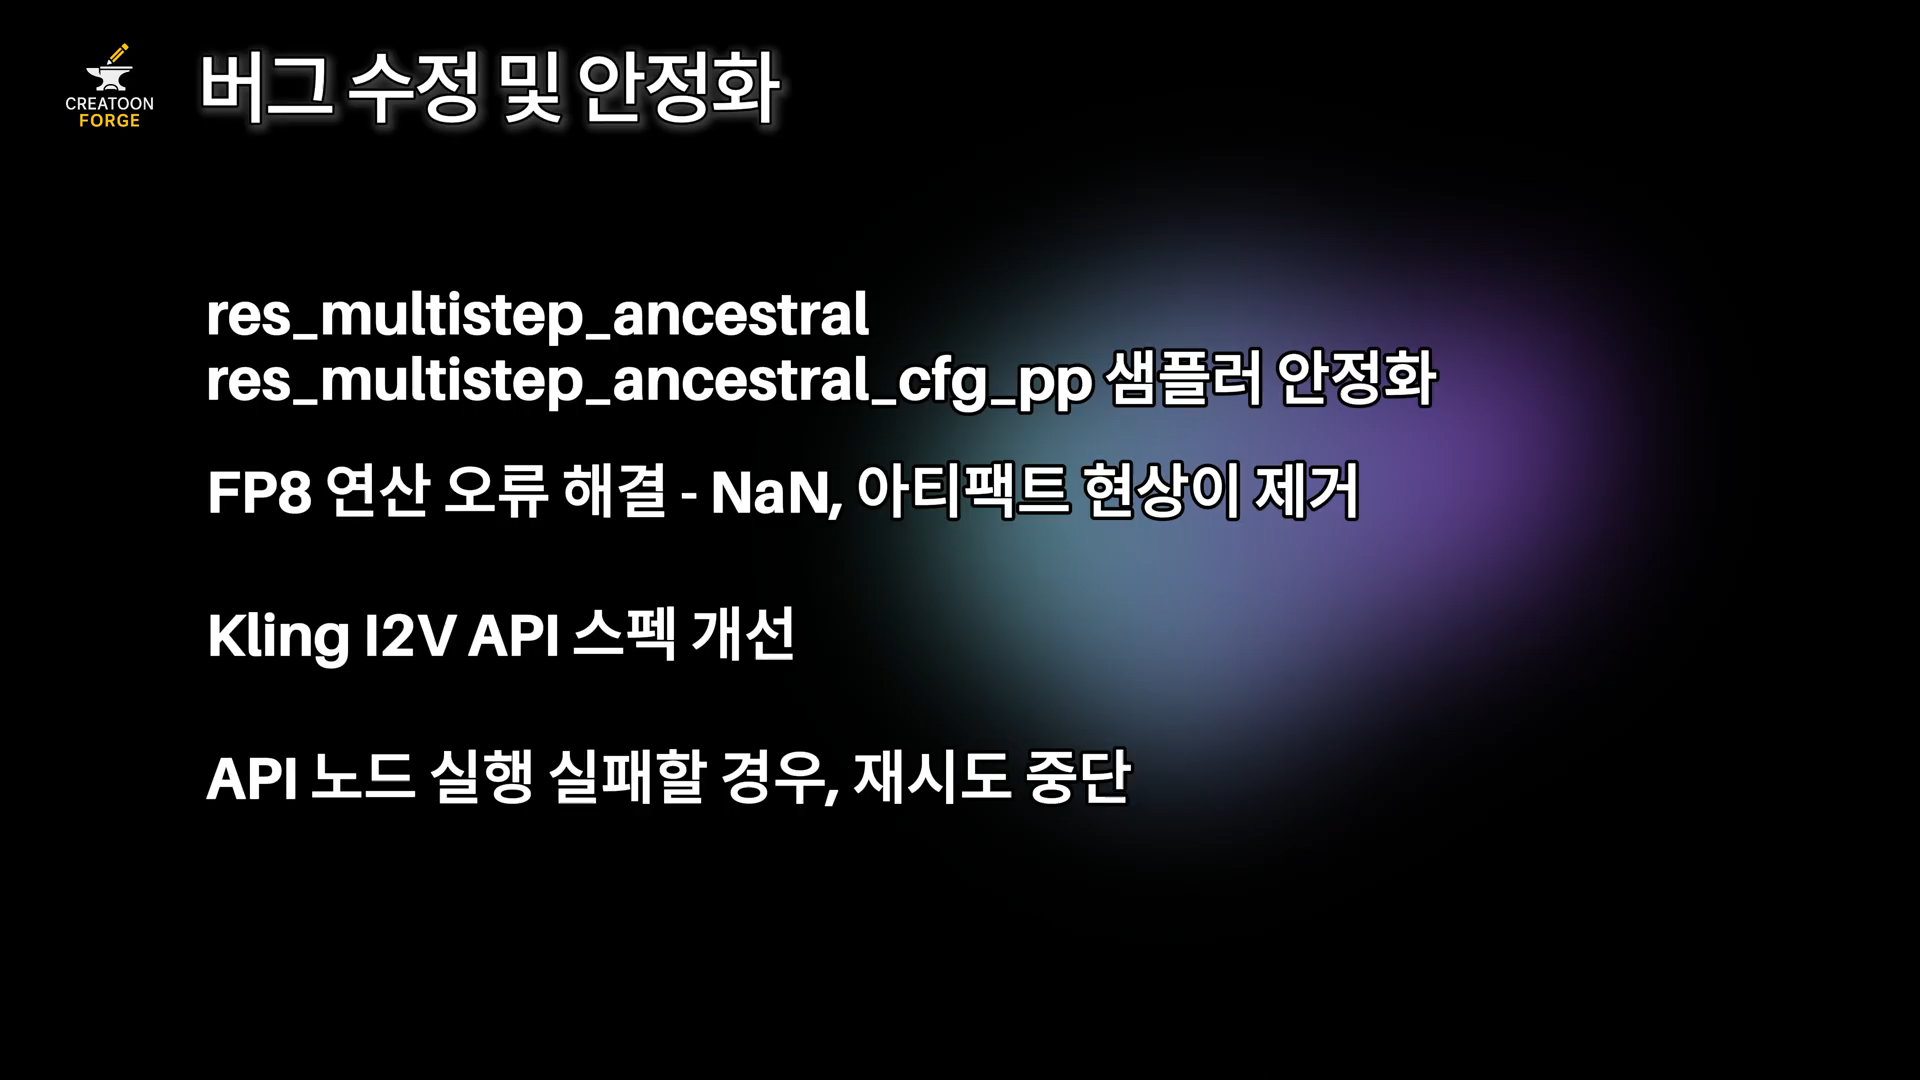 CREATOON
FORGE
버그 수정 및 안정화
res_multistep_ancestral
res_multistep_ancestral_cfg_pp 샘플러 안정화
FP8 연산 오류 해결 - NaN, 아티팩트 현상이 제거
Kling I2V API 스펙 개선
API 노드 실행 실패할 경우, 재시도 중단